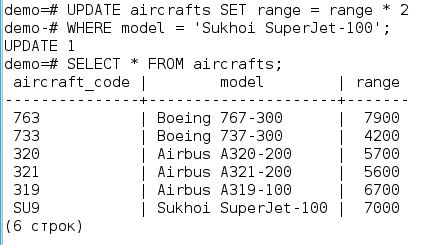 demo=# UPDATE aircrafts SET range = range * 2
demo-# WHERE model = 'Sukhoi SuperJet-100';
UPDATE 1
demo=# SELECT * FROM aircrafts;
 aircraft_code |        model        | range
---------------+---------------------+-------
 763           | Boeing 767-300      |  7900
 733           | Boeing 737-300      |  4200
 320           | Airbus A320-200     |  5700
 321           | Airbus A321-200     |  5600
 319           | Airbus A319-100     |  6700
 SU9           | Sukhoi SuperJet-100 |  7000
(6 строк)